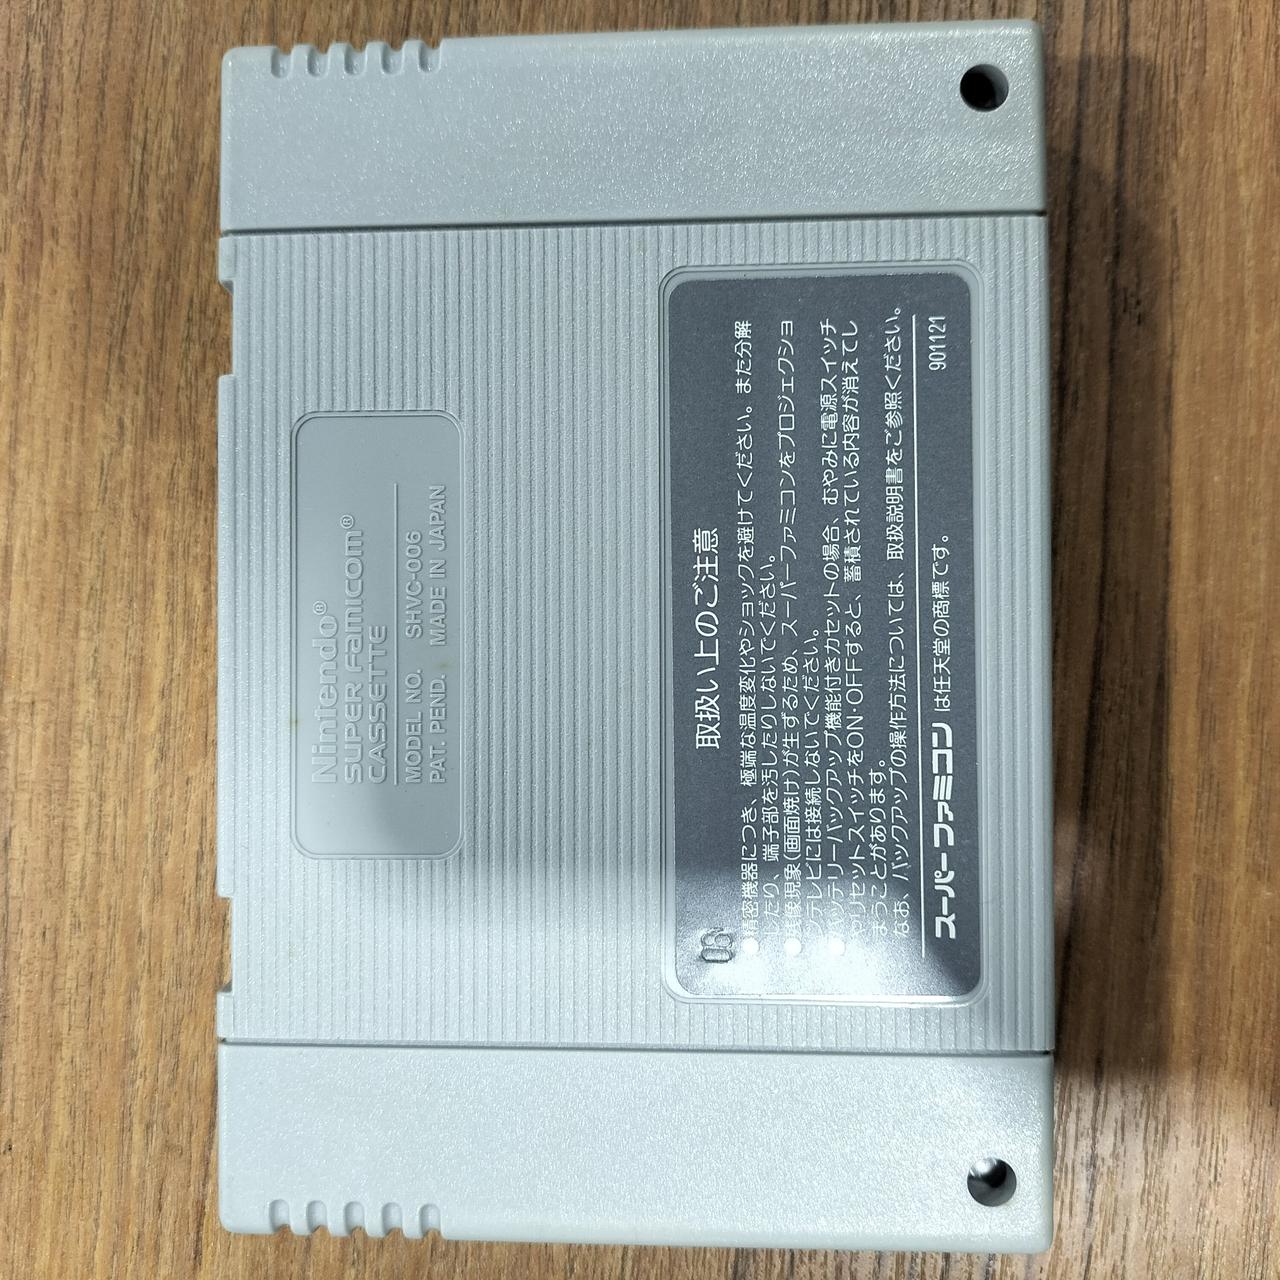 Nintendo®
SUPER Famicom®
CASSETTE
MODEL NO. SHVC-006
PAT. PEND. MADE IN JAPAN
08
取扱い上のご注意
●精密機器につき、極端な温度変化やショックを避けてください。また分解
したり、端子部を汚したりしないでください。
●残像現象(画面焼け)が生ずるため、スーパーファミコンをプロジェクショ
ンテレビには接続しないでください。
●バッテリーバックアップ機能付きカセットの場合、むやみに電源スイッチ
やリセットスイッチをON・OFFすると、蓄積されている内容が消えてし
まうことがあります。
なお、バックアップの操作方法については、取扱説明書をご参照ください。
スーパーファミコン は任天堂の商標です。 901121